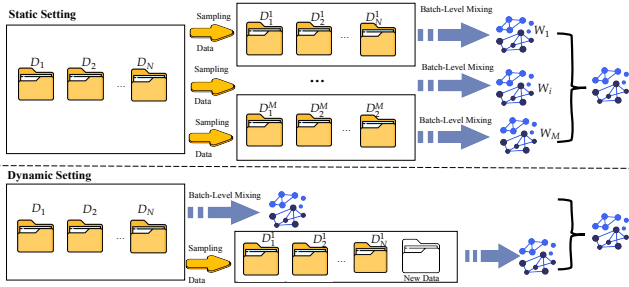 Static Setting
D_1 D_2 ... D_N
Sampling
Data
D_1^1 D_2^1 ... D_N^1
Batch-Level Mixing
W_1
Sampling
Data
...
Batch-Level Mixing
W_i
Sampling
Data
D_1^M D_2^M ... D_2^M
Batch-Level Mixing
W_M
Dynamic Setting
D_1 D_2 ... D_N
Batch-Level Mixing
Sampling
Data
D_1^1 D_2^1 ... D_N^1
New Data